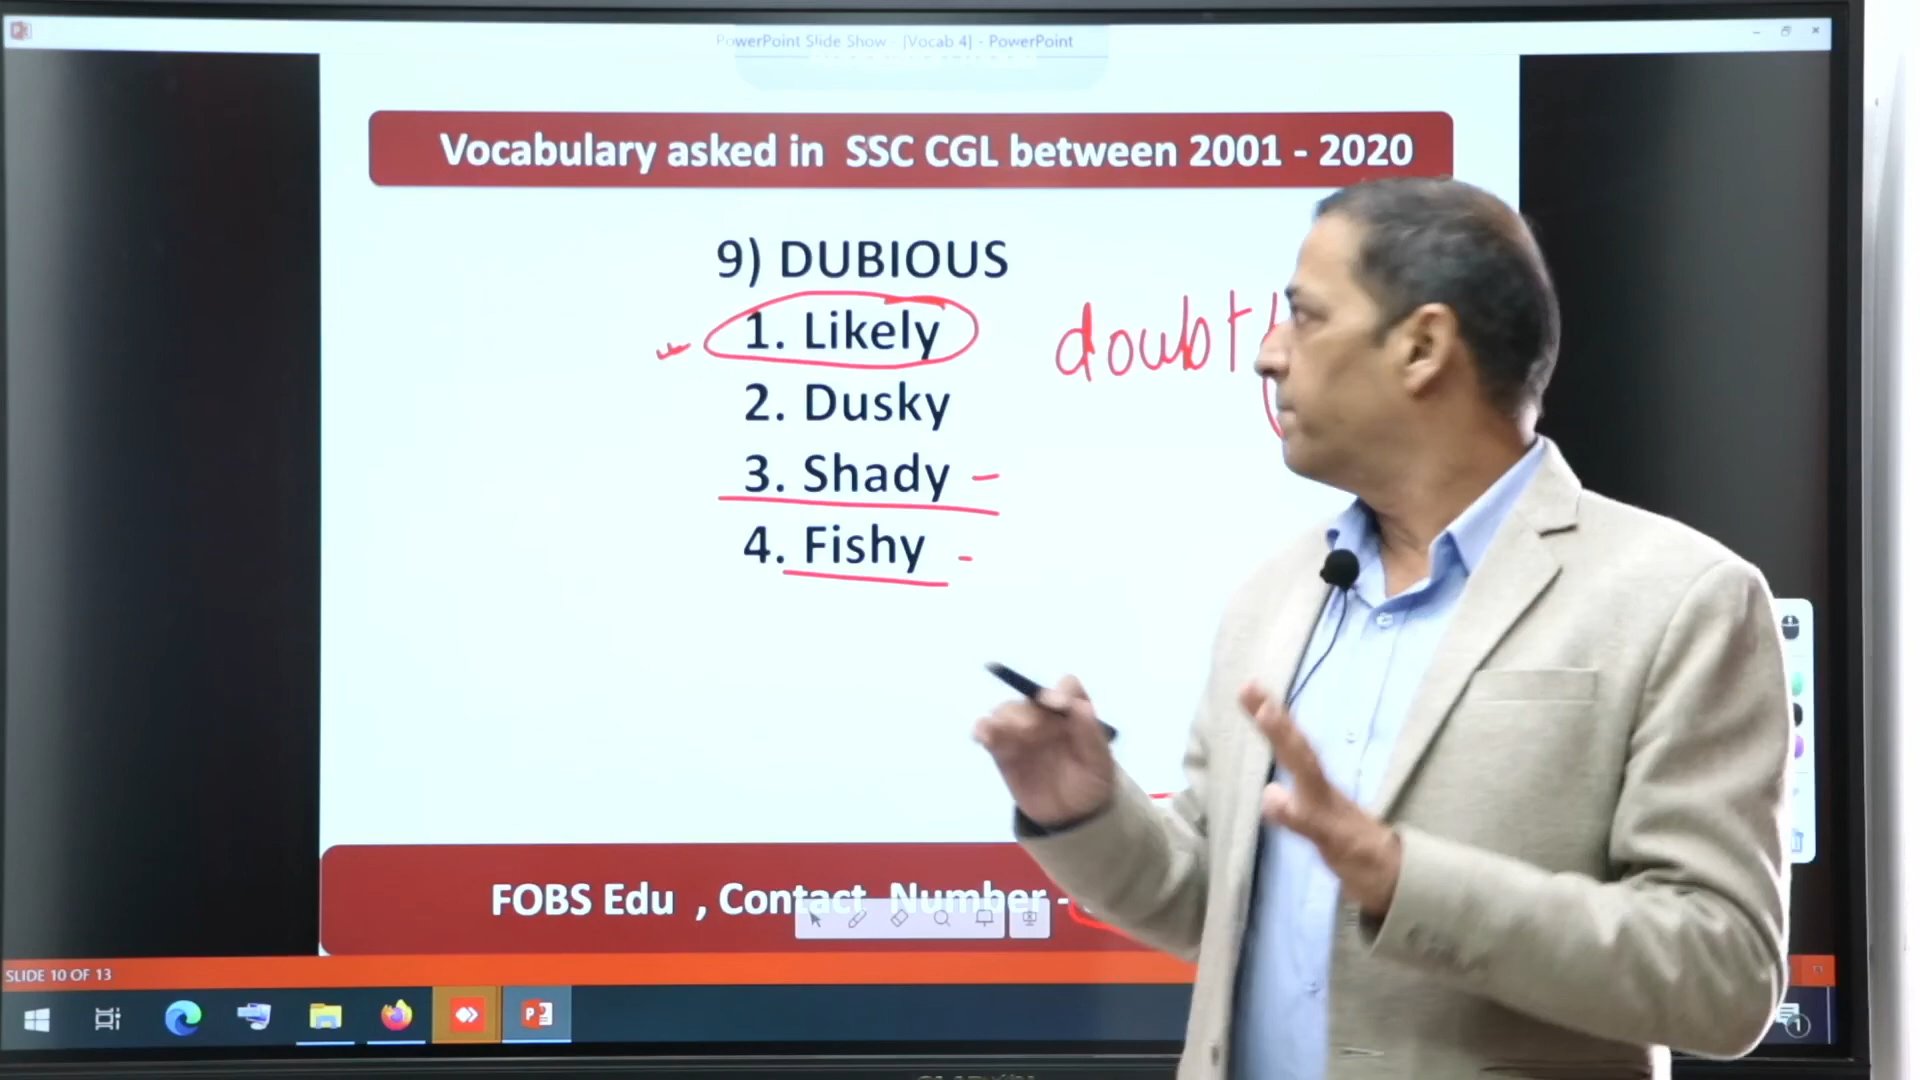 PowerPoint Slide Show - [Vocab 4] - PowerPoint
Vocabulary asked in SSC CGL between 2001 - 2020
9) DUBIOUS
1. Likely
doubt
2. Dusky
3. Shady -
4. Fishy -
FOBS Edu , Contact Number -
SLIDE 10 OF 13